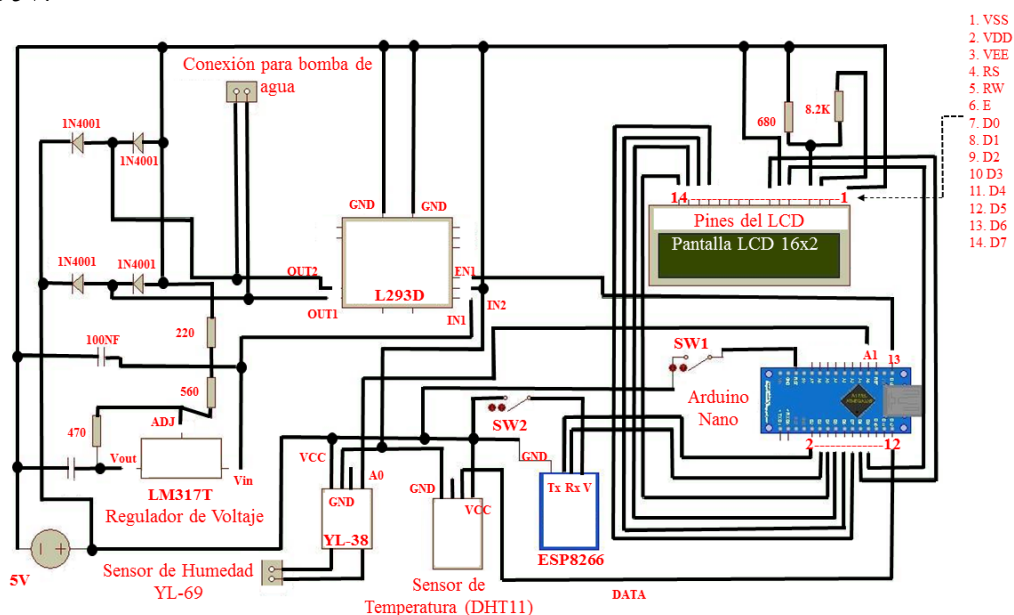 1. VSS
2. VDD
3. VEE
4. RS
5. RW
6. E
7. D0
8. D1
9. D2
10 D3
11. D4
12. D5
13. D6
14. D7
Conexión para bomba de
agua
1N4001
1N4001
680
8.2K
GND
GND
14
1
Pines del LCD
Pantalla LCD 16x2
1N4001
1N4001
OUT2
EN1
L293D
OUT1
IN1
IN2
220
100NF
SW1
A1
13
560
Arduino
Nano
470
ADJ
SW2
2
12
Vout
Vin
VCC
A0
GND
LM317T
Regulador de Voltaje
GND
GND
VCC
Tx Rx V
YL-38
ESP8266
5V
Sensor de Humedad
YL-69
Sensor de
Temperatura (DHT11)
DATA